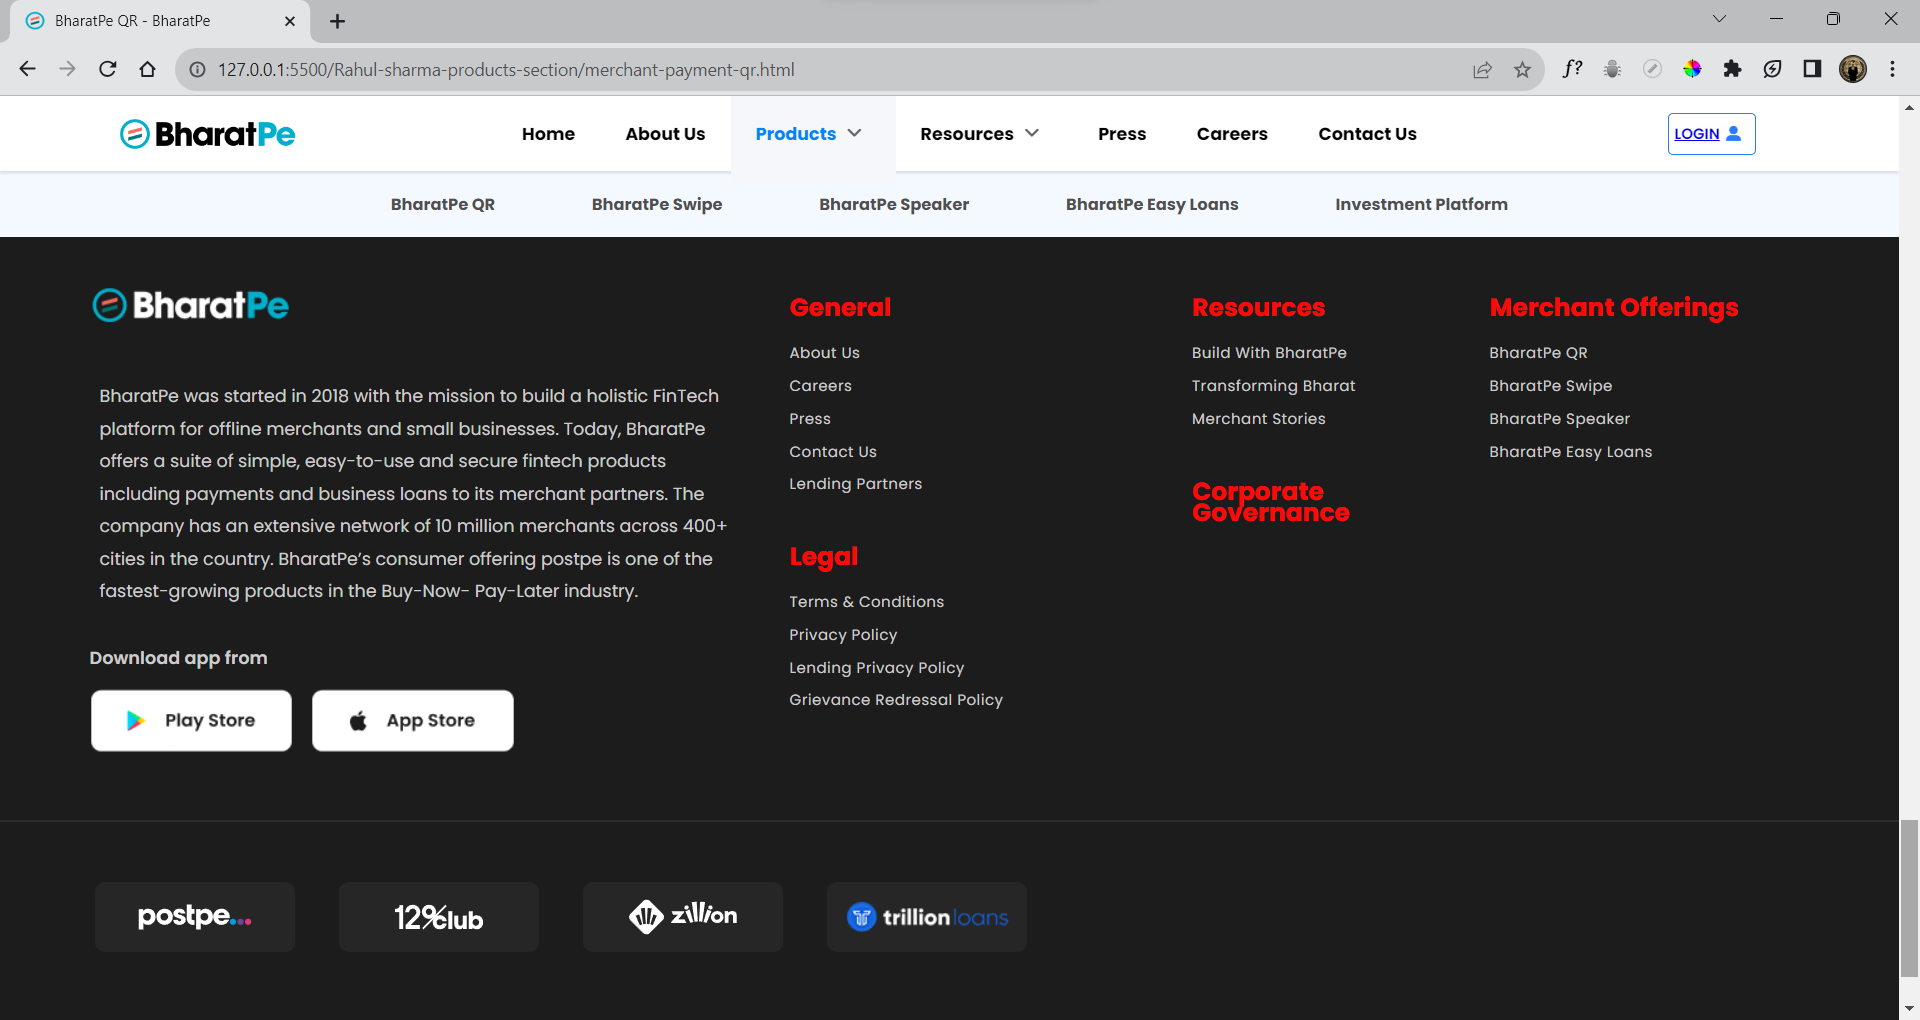 BharatPe QR - BharatPe
127.0.0.1:5500/Rahul-sharma-products-section/merchant-payment-qr.html
f?
BharatPe
Home
About Us
Products
Resources
Press
Careers
Contact Us
LOGIN
BharatPe QR
BharatPe Swipe
BharatPe Speaker
BharatPe Easy Loans
Investment Platform
BharatPe
BharatPe was started in 2018 with the mission to build a holistic FinTech
platform for offline merchants and small businesses. Today, BharatPe
offers a suite of simple, easy-to-use and secure fintech products
including payments and business loans to its merchant partners. The
company has an extensive network of 10 million merchants across 400+
cities in the country. BharatPe’s consumer offering postpe is one of the
fastest-growing products in the Buy-Now- Pay-Later industry.
Download app from
Play Store
App Store
General
About Us
Careers
Press
Contact Us
Lending Partners
Legal
Terms & Conditions
Privacy Policy
Lending Privacy Policy
Grievance Redressal Policy
Resources
Build With BharatPe
Transforming Bharat
Merchant Stories
Corporate
Governance
Merchant Offerings
BharatPe QR
BharatPe Swipe
BharatPe Speaker
BharatPe Easy Loans
postpe...
12%club
zillion
trillionloans